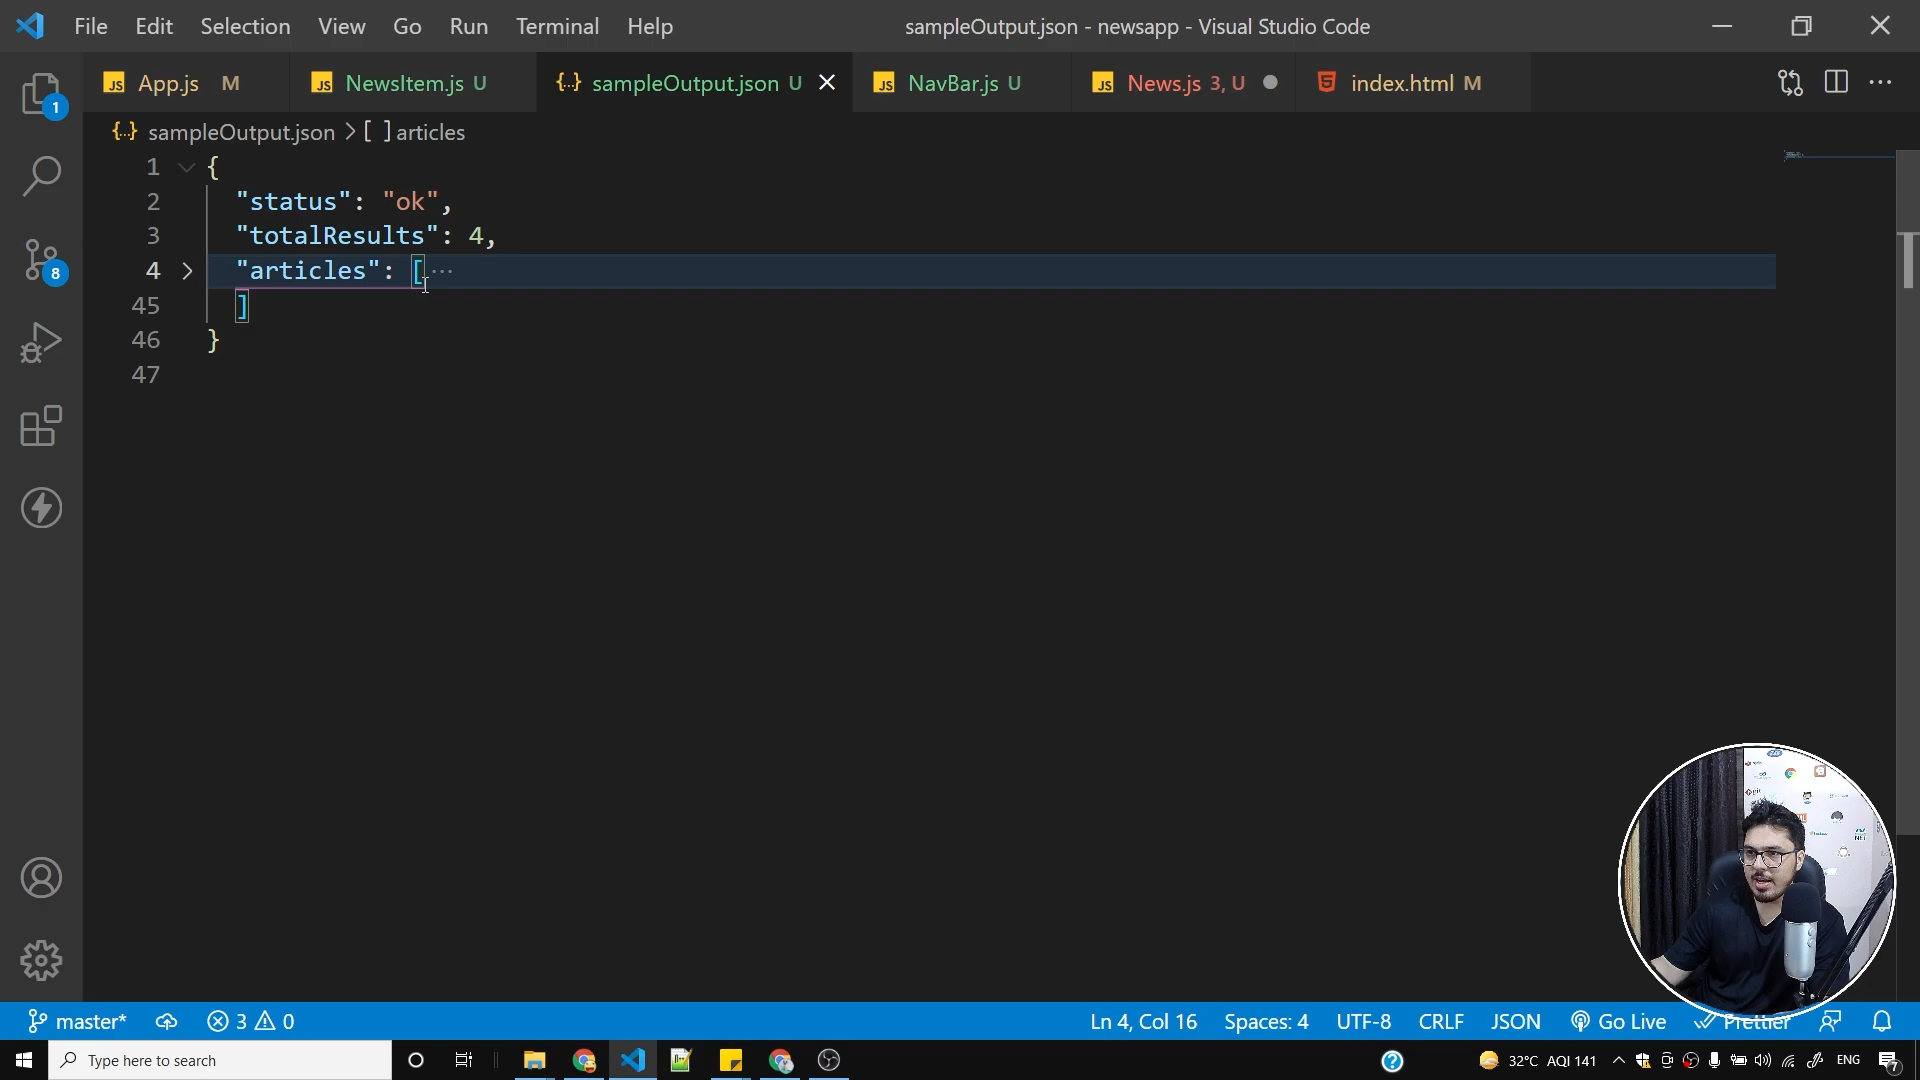 File Edit Selection View Go Run Terminal Help
sampleOutput.json - newsapp - Visual Studio Code
App.js M
NewsItem.js U
{..} sampleOutput.json U
NavBar.js U
News.js 3, U
index.html M
{..} sampleOutput.json > [ ] articles
1 {
2 "status": "ok",
3 "totalResults": 4,
4 "articles": [ ...
45 ]
46 }
47
1
8
master*
3 0
Ln 4, Col 16 Spaces: 4 UTF-8 CRLF JSON Go Live Prettier
Type here to search
32°C AQI 141 ENG 7